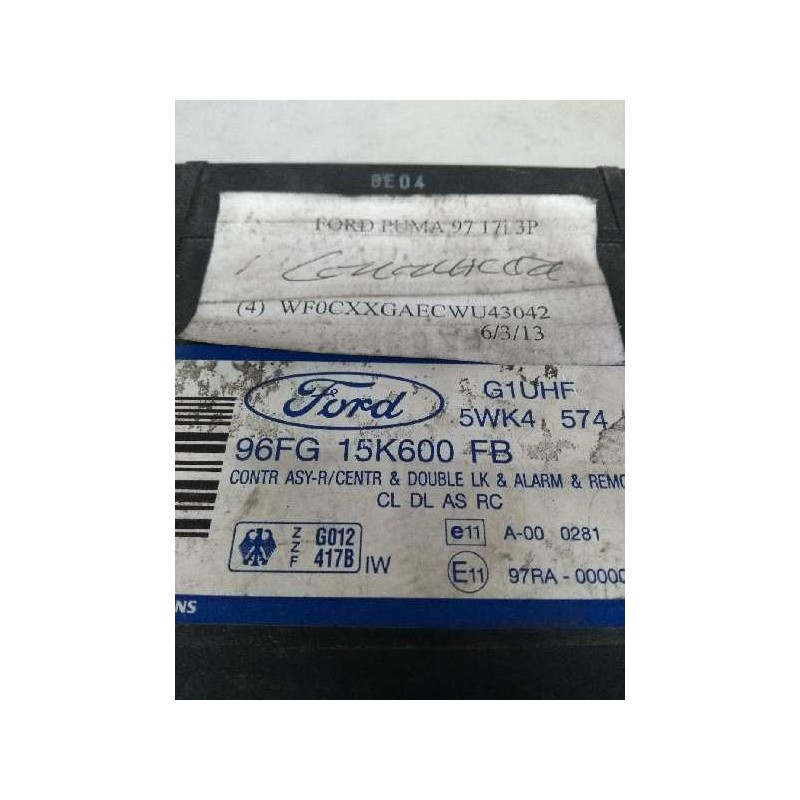 0E04
FORD PUMA 97 17i 3P
(4) WF0CXXGAECWU43042
6/3/13
Ford
G1UHF
5WK4 574
96FG 15K600 FB
CONTR ASY-R/CENTR & DOUBLE LK & ALARM & REMO
CL DL AS RC
ZZF G012 417B IW
e11 A-00 0281
E11 97RA-00000
NS